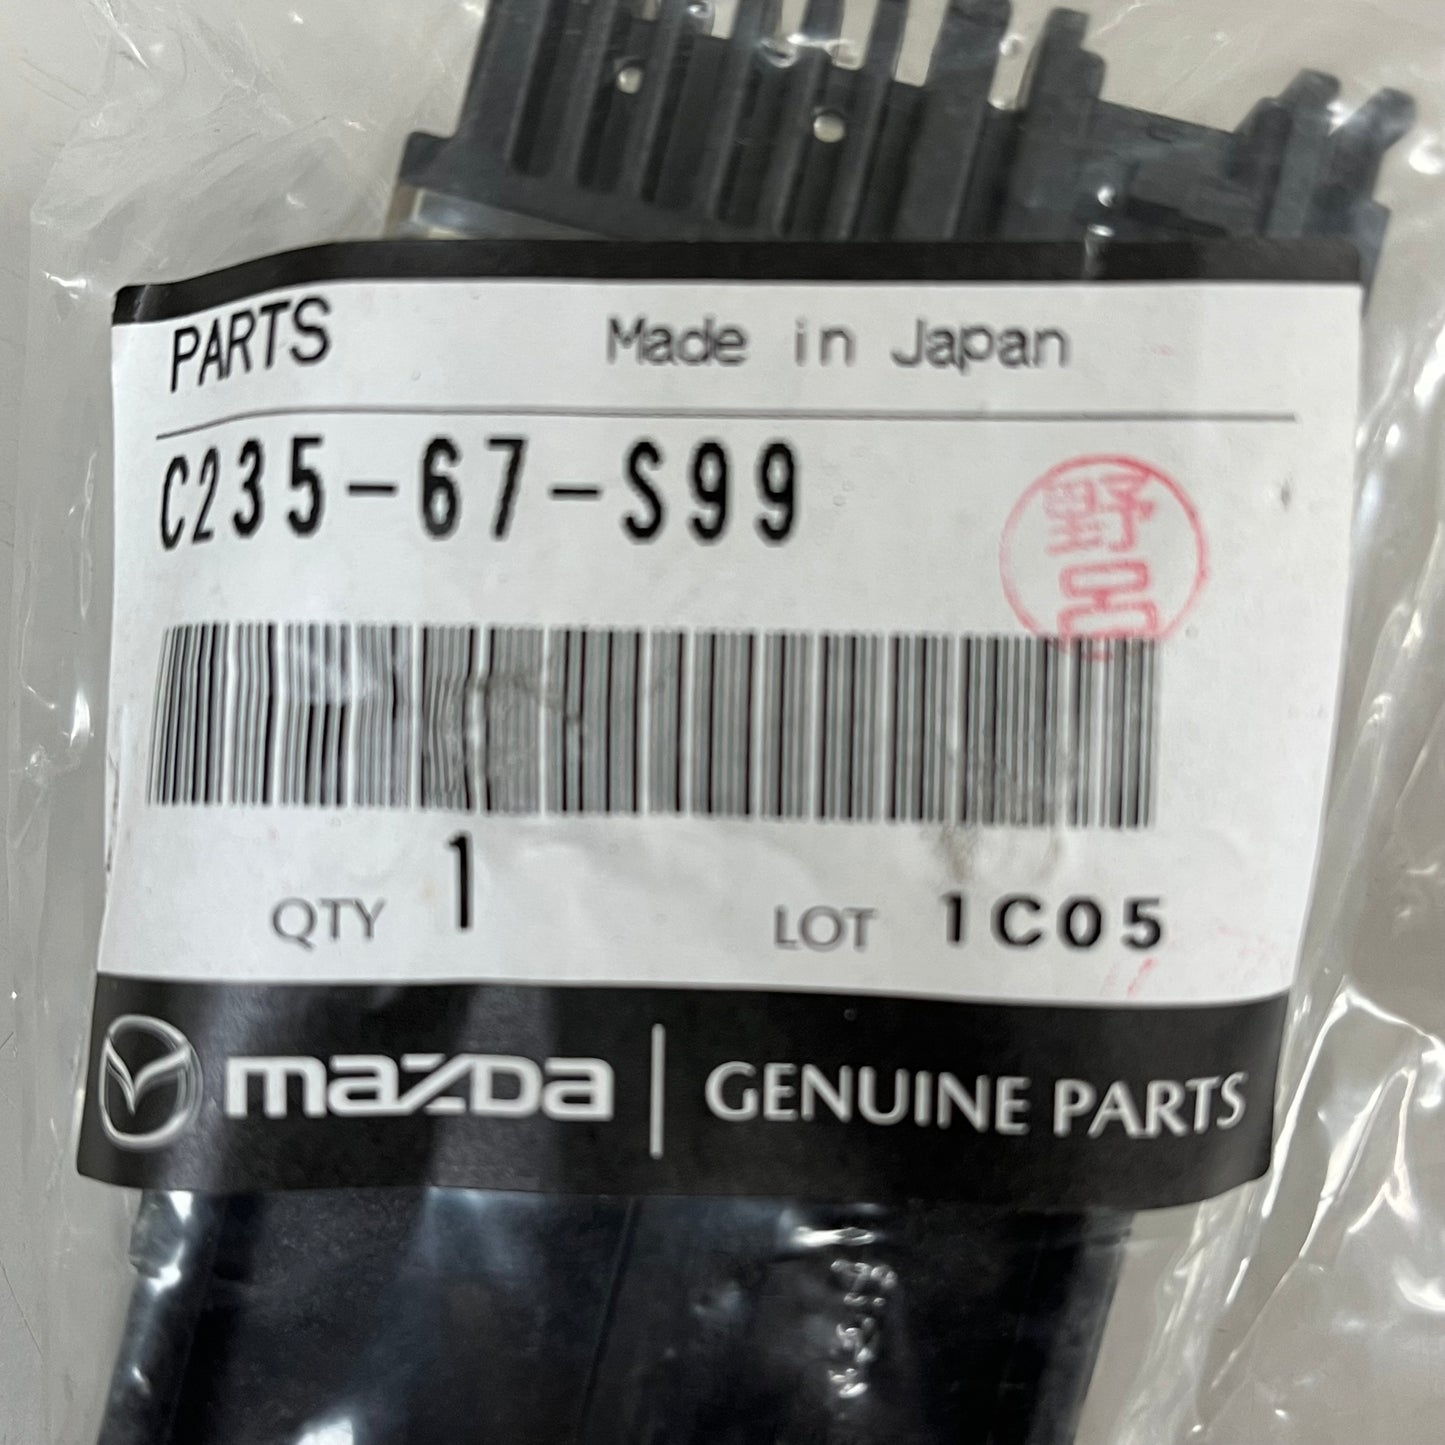 PARTS Made in Japan
C235-67-S99
野呂
QTY 1 LOT 1C05
mazda | GENUINE PARTS